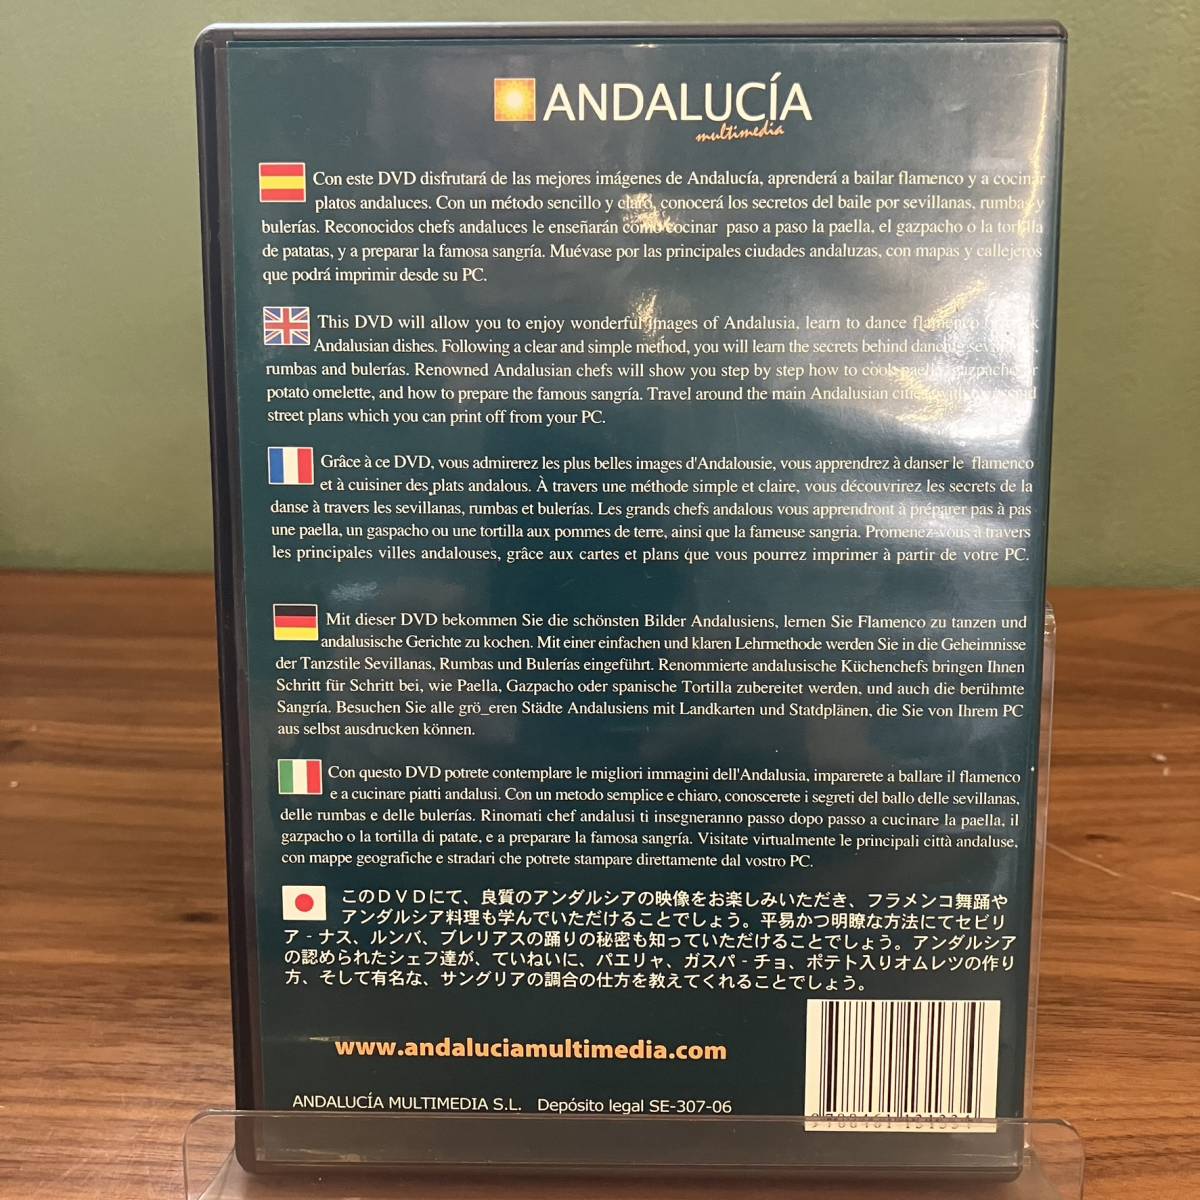 ANDALUCÍA
multimedia
Con este DVD disfrutará de las mejores imágenes de Andalucía, aprenderá a bailar flamenco y a cocinar
platos andaluces. Con un método sencillo y claro, conocerá los secretos del baile por sevillanas, rumbas y
bulerías. Reconocidos chefs andaluces le enseñarán cómo cocinar paso a paso la paella, el gazpacho o la tortilla
de patatas, y a preparar la famosa sangría. Muévase por las principales ciudades andaluzas, con mapas y callejeros
que podrá imprimir desde su PC.
This DVD will allow you to enjoy wonderful images of Andalusia, learn to dance flamenco
Andalusian dishes. Following a clear and simple method, you will learn the secrets behind dancing sevillanas,
rumbas and bulerías. Renowned Andalusian chefs will show you step by step how to cook paella, gazpacho or
potato omelette, and how to prepare the famous sangría. Travel around the main Andalusian cities with
street plans which you can print off from your PC.
Grâce à ce DVD, vous admirerez les plus belles images d'Andalousie, vous apprendrez à danser le flamenco
et à cuisiner des plats andalous. À travers une méthode simple et claire, vous découvrirez les secrets de la
danse à travers les sevillanas, rumbas et bulerías. Les grands chefs andalous vous apprendront à préparer pas à pas
une paella, un gaspacho ou une tortilla aux pommes de terre, ainsi que la fameuse sangria. Promenez-vous à travers
les principales villes andalouses, grâce aux cartes et plans que vous pourrez imprimer à partir de votre PC.
Mit dieser DVD bekommen Sie die schönsten Bilder Andalusiens, lernen Sie Flamenco zu tanzen und
andalusische Gerichte zu kochen. Mit einer einfachen und klaren Lehrmethode werden Sie in die Geheimnisse
der Tanzstile Sevillanas, Rumbas und Bulerías eingeführt. Renommierte andalusische Küchenchefs bringen Ihnen
Schritt für Schritt bei, wie Paella, Gazpacho oder spanische Tortilla zubereitet werden, und auch die berühmte
Sangría. Besuchen Sie alle grö_eren Städte Andalusiens mit Landkarten und Statdplänen, die Sie von Ihrem PC
aus selbst ausdrucken können.
Con questo DVD potrete contemplare le migliori immagini dell'Andalusia, imparerete a ballare il flamenco
e a cucinare piatti andalusi. Con un metodo semplice e chiaro, conoscerete i segreti del ballo delle sevillanas,
delle rumbas e delle bulerías. Rinomati chef andalusi ti insegneranno passo dopo passo a cucinare la paella, il
gazpacho o la tortilla di patate, e a preparare la famosa sangría. Visitate virtualmente le principali città andaluse,
con mappe geografiche e stradari che potrete stampare direttamente dal vostro PC.
このＤＶＤにて、良質のアンダルシアの映像をお楽しみいただき、フラメンコ舞踊や
アンダルシア料理も学んでいただけることでしょう。平易かつ明瞭な方法にてセビリ
ア‐ナス、ルンバ、ブレリアスの踊りの秘密も知っていただけることでしょう。アンダルシア
の認められたシェフ達が、ていねいに、パエリャ、ガスパ‐チョ、ポテト入りオムレツの作り
方、そして有名な、サングリアの調合の仕方を教えてくれることでしょう。
www.andaluciamultimedia.com
ANDALUCÍA MULTIMEDIA S.L. Depósito legal SE-307-06
9788461 131334